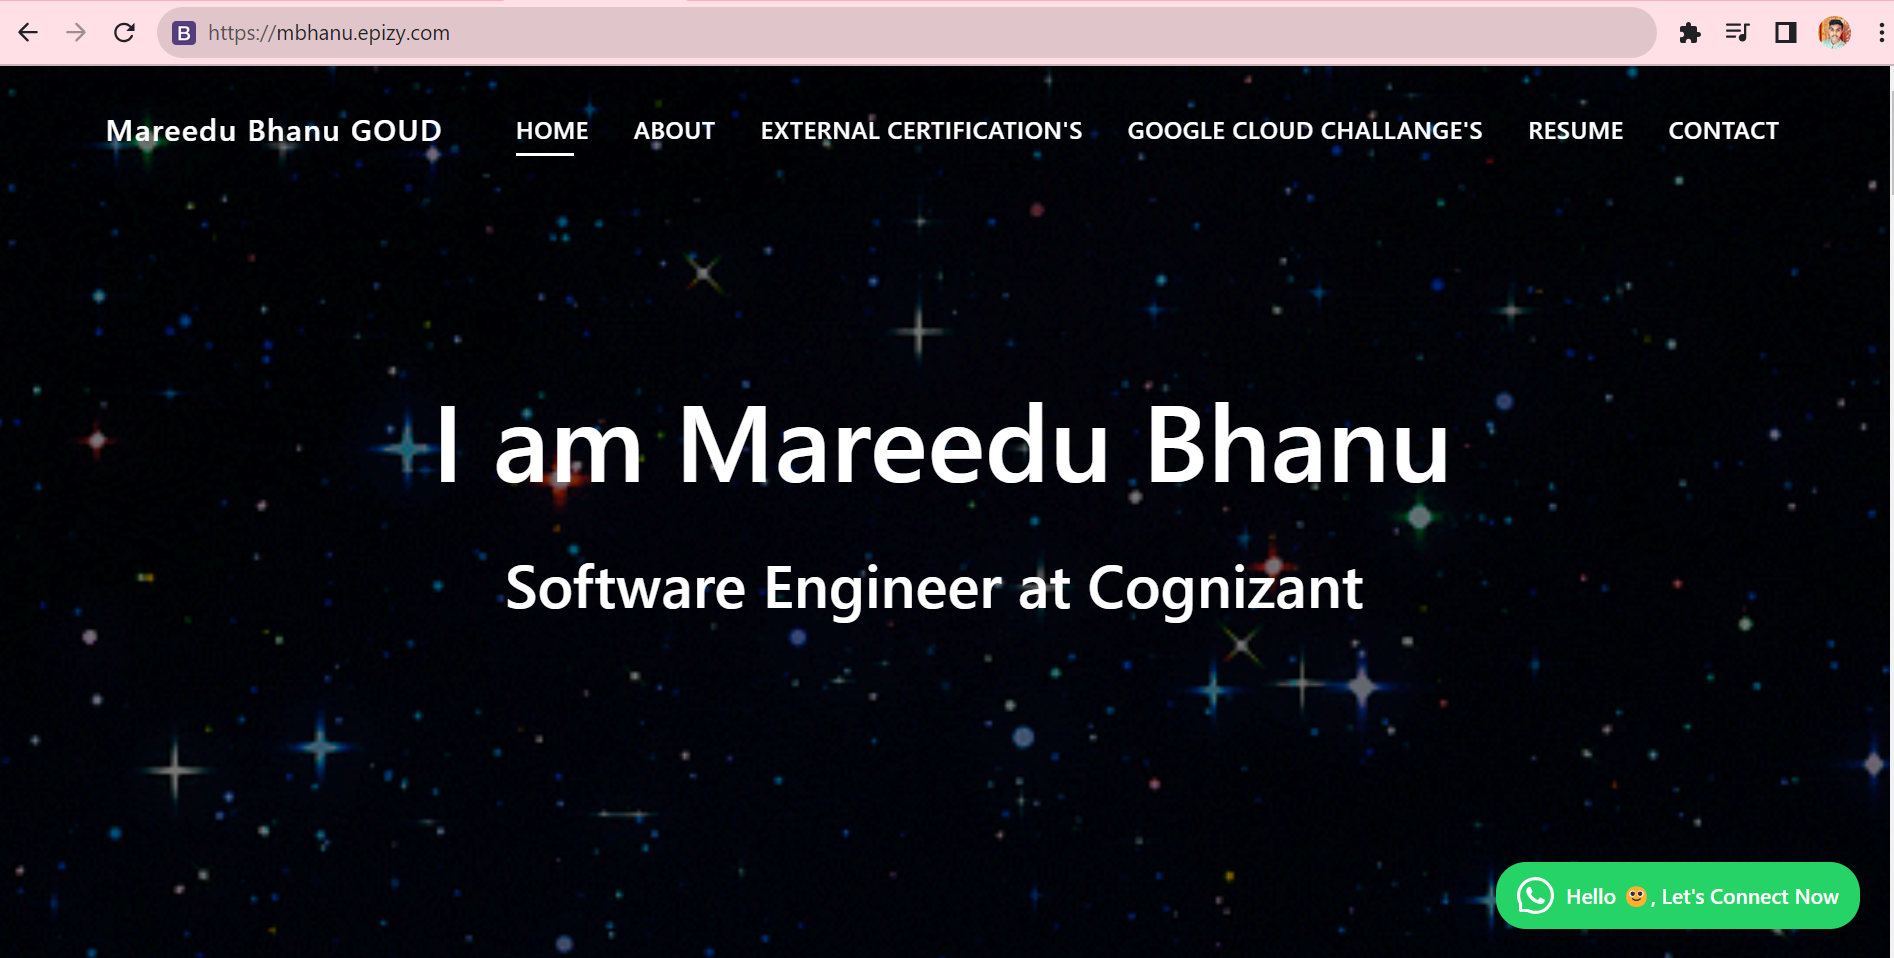 B https://mbhanu.epizy.com
Mareedu Bhanu GOUD HOME ABOUT EXTERNAL CERTIFICATION'S GOOGLE CLOUD CHALLANGE'S RESUME CONTACT
I am Mareedu Bhanu
Software Engineer at Cognizant
Hello 🙂, Let's Connect Now